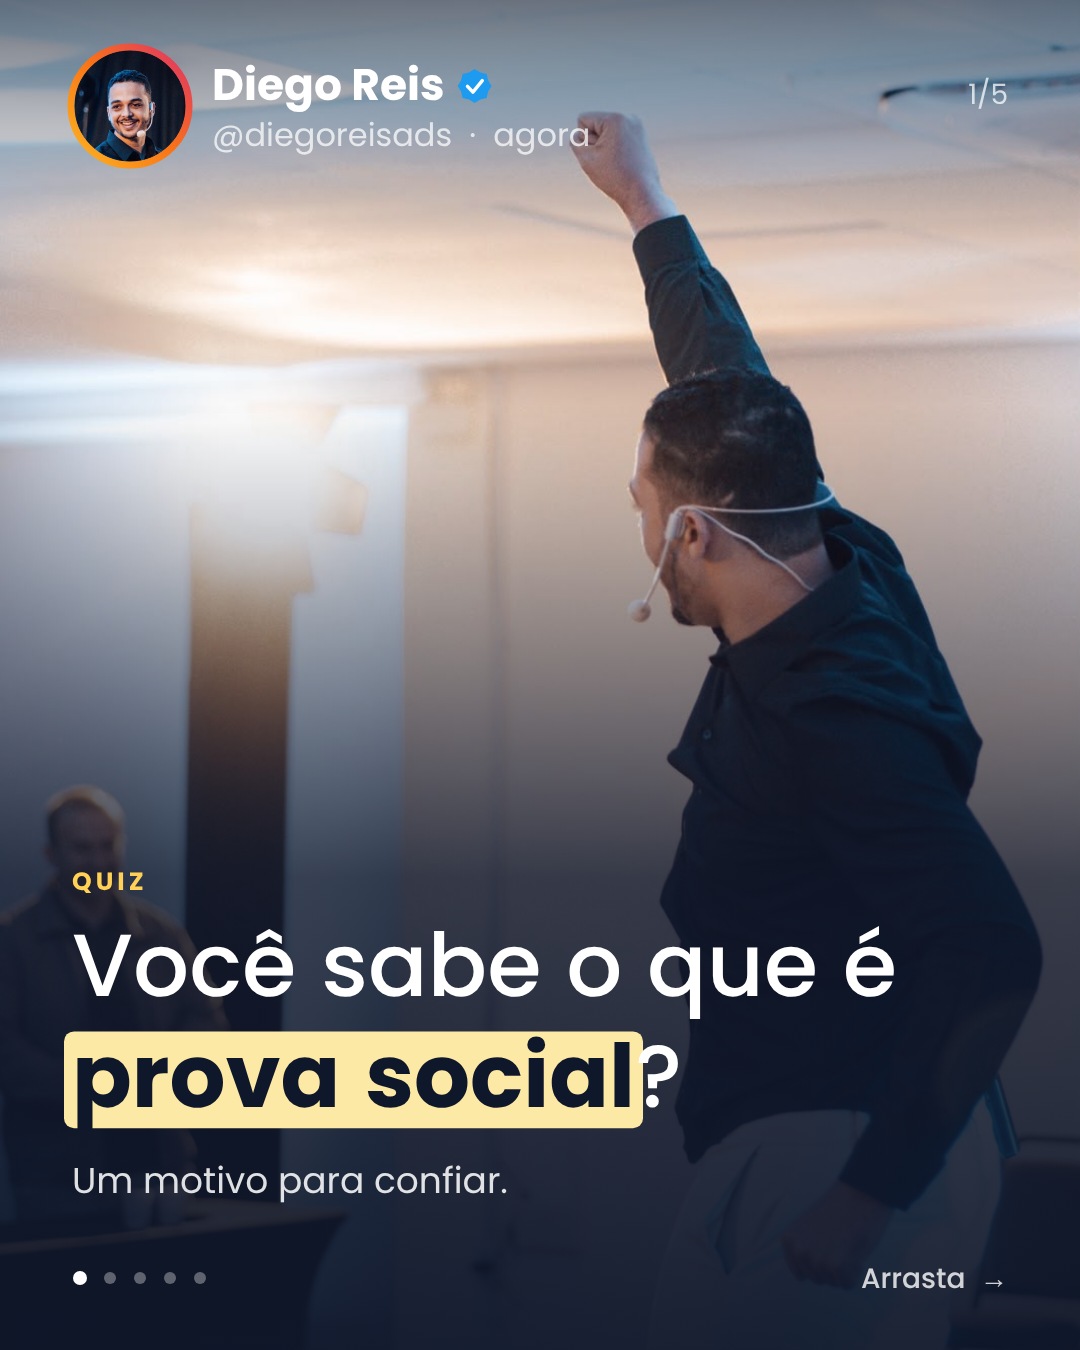 Diego Reis
@diegoreisads · agora
1/5
QUIZ
Você sabe o que é
prova social?
Um motivo para confiar.
Arrasta →